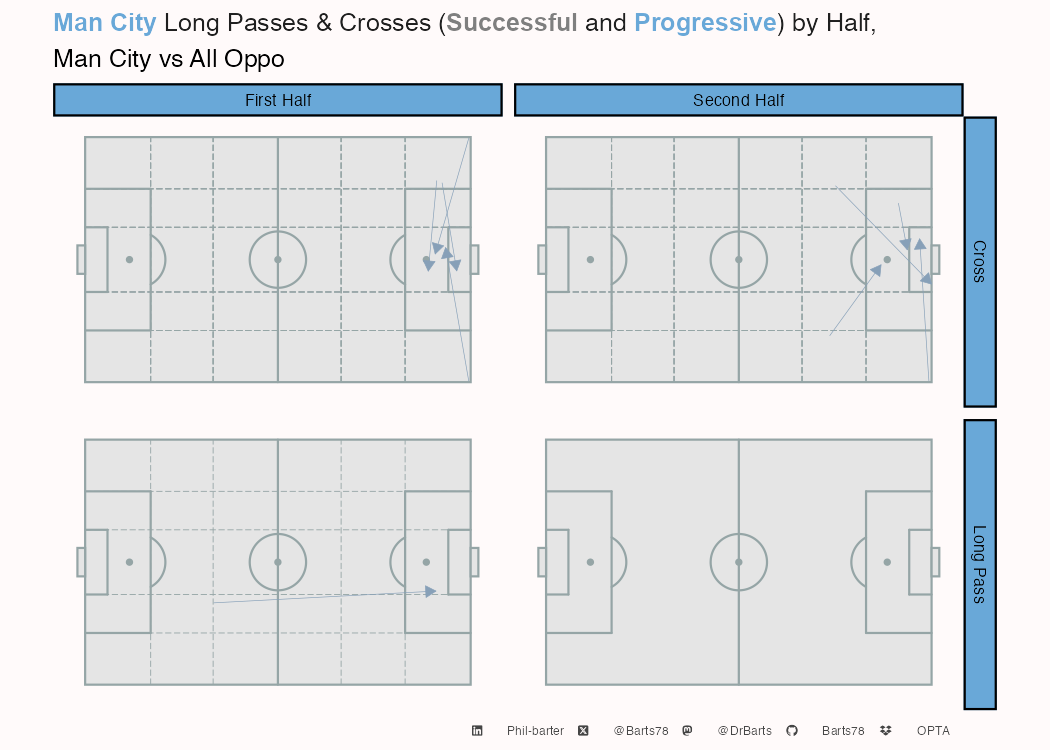 Man City Long Passes & Crosses (Successful and Progressive) by Half,
Man City vs All Oppo
First Half
Second Half
Cross
Long Pass
Phil-barter @Barts78 @DrBarts Barts78 OPTA